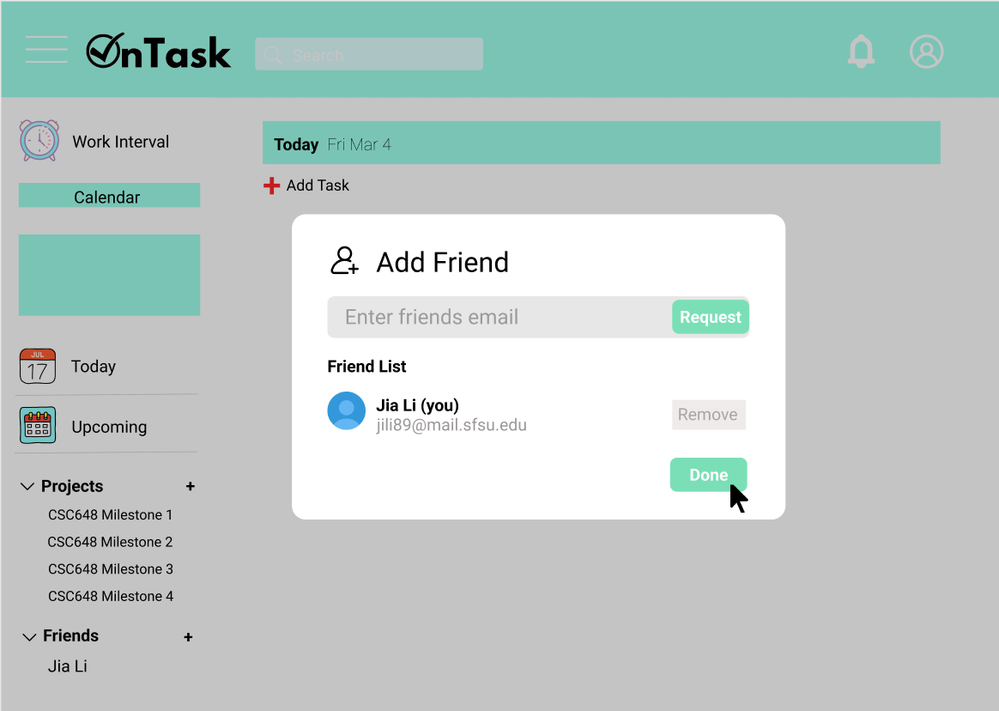 OnTask
Search
Work Interval
Calendar
JUL
17
Today
Upcoming
Projects +
CSC648 Milestone 1
CSC648 Milestone 2
CSC648 Milestone 3
CSC648 Milestone 4
Friends +
Jia Li
Today Fri Mar 4
Add Task
Add Friend
Enter friends email
Request
Friend List
Jia Li (you)
jili89@mail.sfsu.edu
Remove
Done